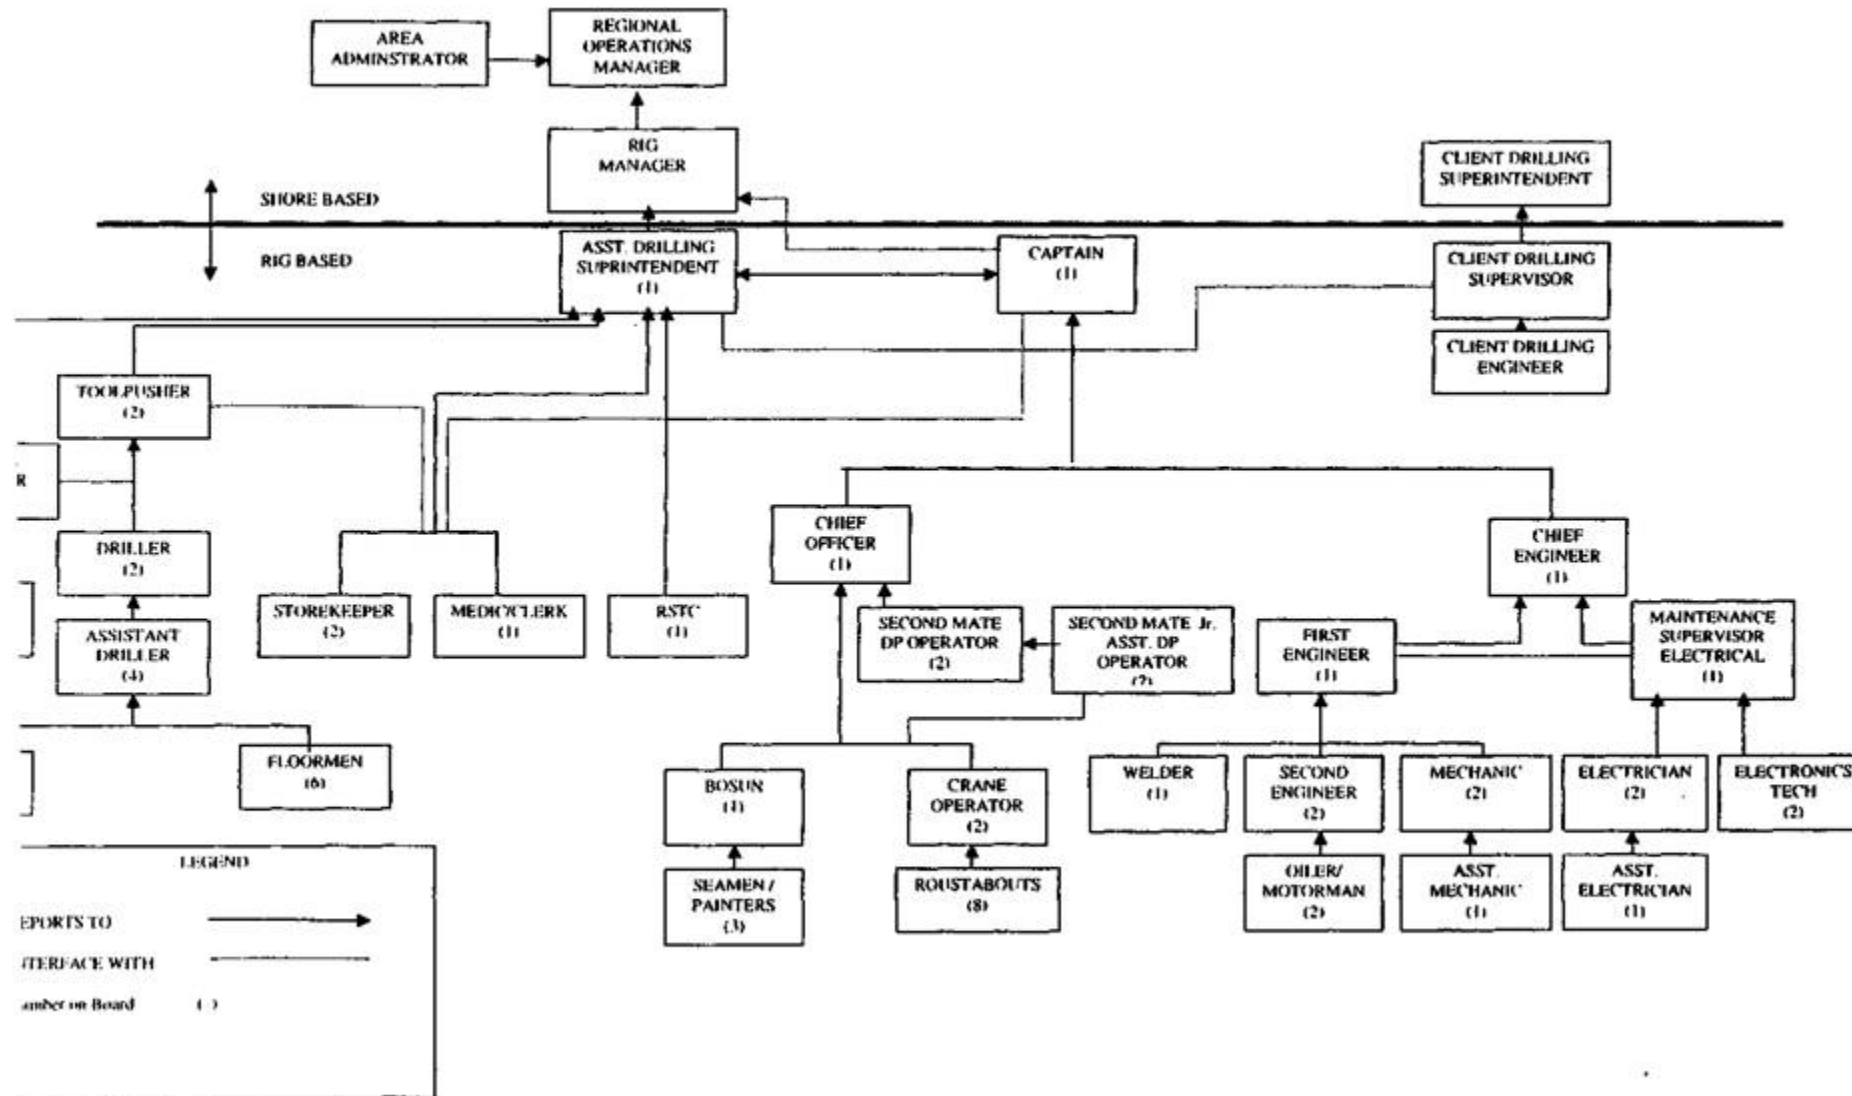 AREA
ADMINSTRATOR
REGIONAL
OPERATIONS
MANAGER
RIG
MANAGER
CLIENT DRILLING
SUPERINTENDENT
SHORE BASED
RIG BASED
ASST. DRILLING
SUPRINTENDENT
(1)
CAPTAIN
(1)
CLIENT DRILLING
SUPERVISOR
CLIENT DRILLING
ENGINEER
TOOLPUSHER
(2)
R
DRILLER
(2)
CHIEF
OFFICER
(1)
CHIEF
ENGINEER
(1)
STOREKEEPER
(2)
MEDIC/CLERK
(1)
RSTC
(1)
SECOND MATE
DP OPERATOR
(2)
SECOND MATE Jr.
ASST. DP
OPERATOR
FIRST
ENGINEER
(1)
MAINTENANCE
SUPERVISOR
ELECTRICAL
(1)
ASSISTANT
DRILLER
(4)
FLOORMEN
(6)
BOSUN
(1)
CRANE
OPERATOR
(2)
WELDER
(1)
SECOND
ENGINEER
(2)
MECHANIC
(2)
ELECTRICIAN
(2)
ELECTRONICS
TECH
(2)
SEAMEN /
PAINTERS
(3)
ROUSTABOUTS
(8)
OILER/
MOTORMAN
(2)
ASST.
MECHANIC
(1)
ASST.
ELECTRICIAN
(1)
LEGEND
EPORTS TO
TERFACE WITH
umber on Board ( )